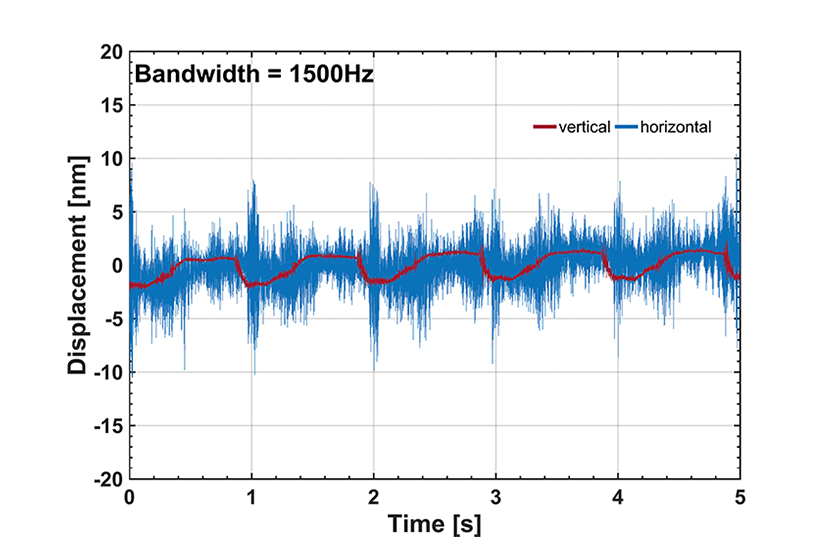 Bandwidth = 1500Hz
vertical horizontal
Displacement [nm]
20
15
10
5
0
-5
-10
-15
-20
0 1 2 3 4 5
Time [s]